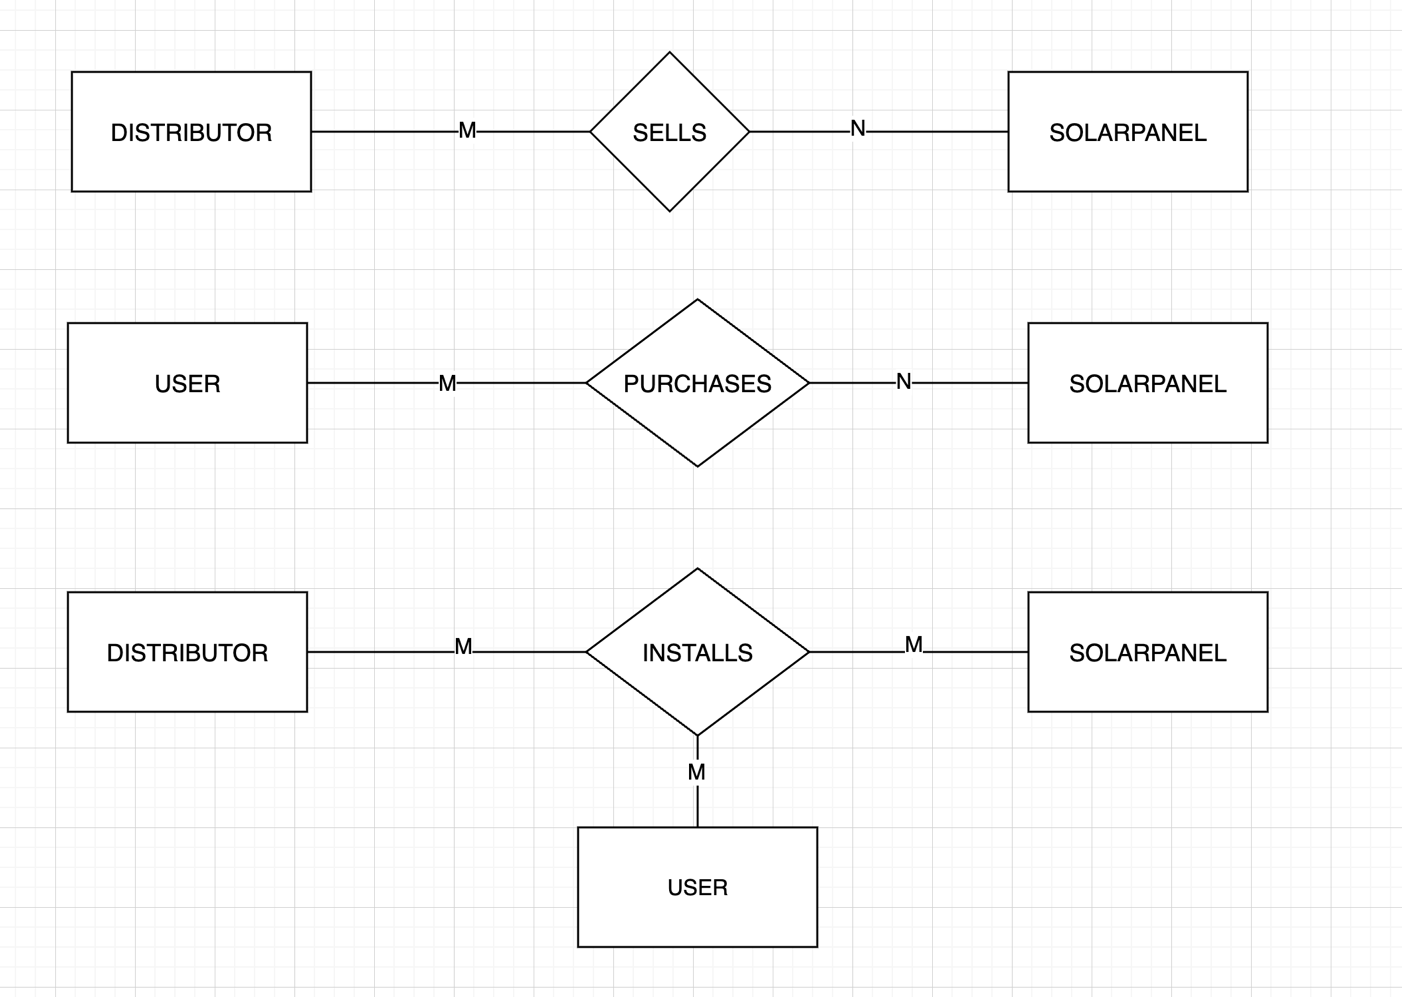 DISTRIBUTOR M SELLS N SOLARPANEL
USER M PURCHASES N SOLARPANEL
DISTRIBUTOR M INSTALLS M SOLARPANEL
M
USER